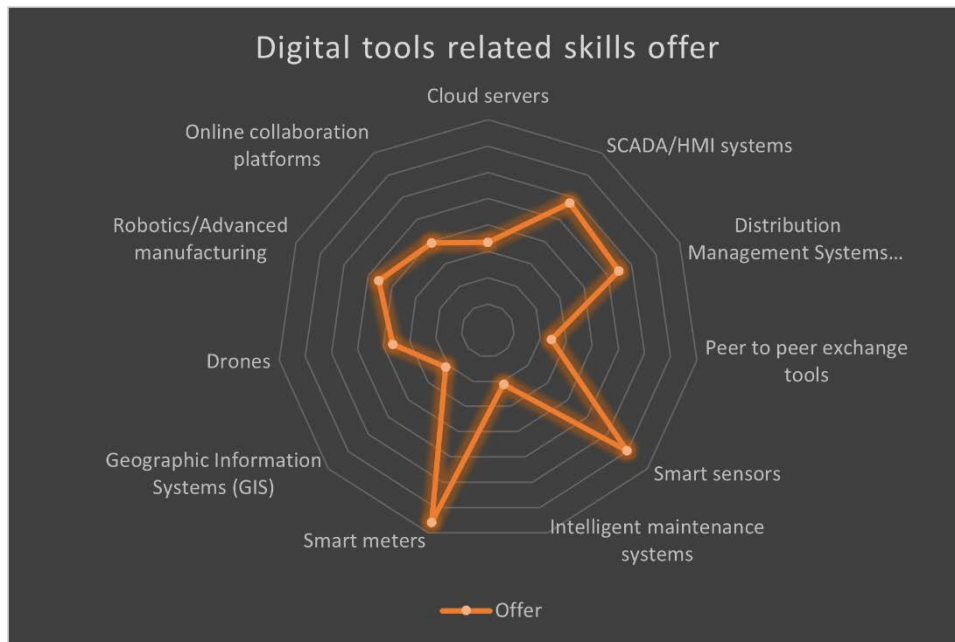 Digital tools related skills offer
Cloud servers
Online collaboration
platforms
SCADA/HMI systems
Robotics/Advanced
manufacturing
Distribution
Management Systems…
Drones
Peer to peer exchange
tools
Geographic Information
Systems (GIS)
Smart sensors
Smart meters
Intelligent maintenance
systems
Offer